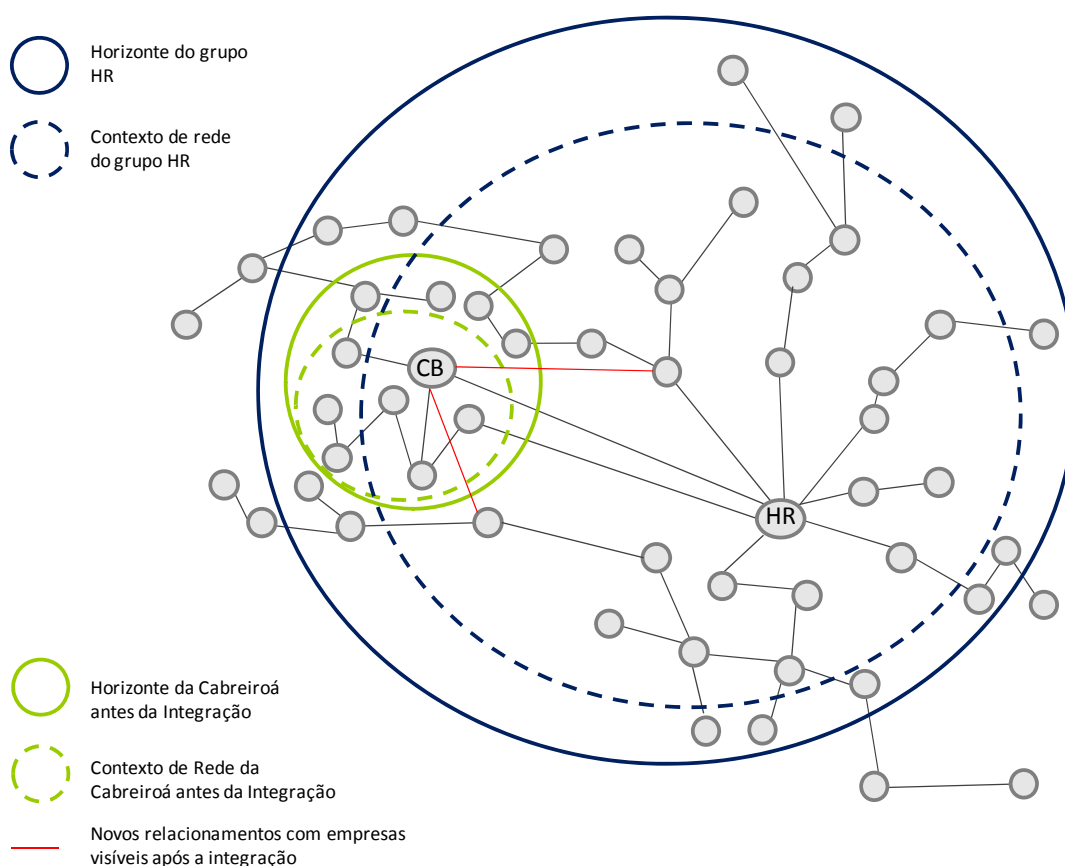 Horizonte do grupo
HR
Contexto de rede
do grupo HR
CB
HR
Horizonte da Cabreiroá
antes da Integração
Contexto de Rede da
Cabreiroá antes da Integração
Novos relacionamentos com empresas
visíveis após a integração